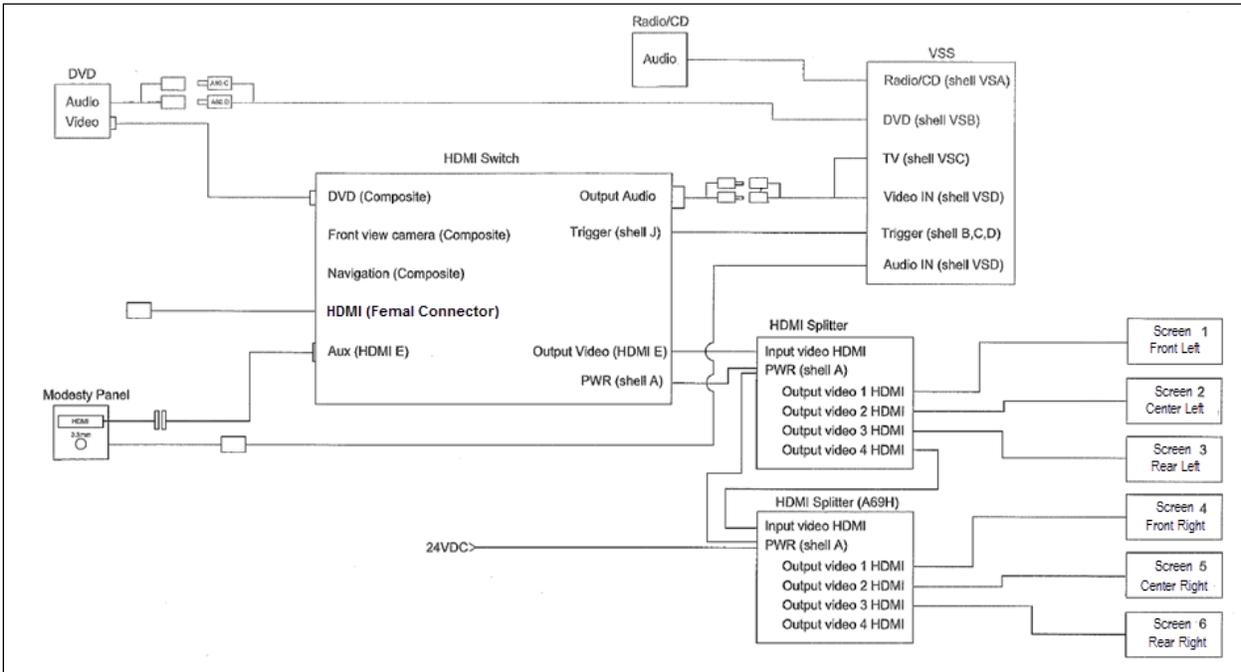 Radio/CD
Audio
DVD
Audio
Video
A60:C
A60:D
VSS
Radio/CD (shell VSA)
DVD (shell VSB)
TV (shell VSC)
Video IN (shell VSD)
Trigger (shell B,C,D)
Audio IN (shell VSD)
HDMI Switch
DVD (Composite)
Output Audio
Front view camera (Composite)
Trigger (shell J)
Navigation (Composite)
HDMI (Femal Connector)
Aux (HDMI E)
Output Video (HDMI E)
PWR (shell A)
Modesty Panel
HDMI
3.5mm
HDMI Splitter
Input video HDMI
PWR (shell A)
Output video 1 HDMI
Output video 2 HDMI
Output video 3 HDMI
Output video 4 HDMI
Screen 1
Front Left
Screen 2
Center Left
Screen 3
Rear Left
HDMI Splitter (A69H)
Input video HDMI
PWR (shell A)
Output video 1 HDMI
Output video 2 HDMI
Output video 3 HDMI
Output video 4 HDMI
24VDC>
Screen 4
Front Right
Screen 5
Center Right
Screen 6
Rear Right